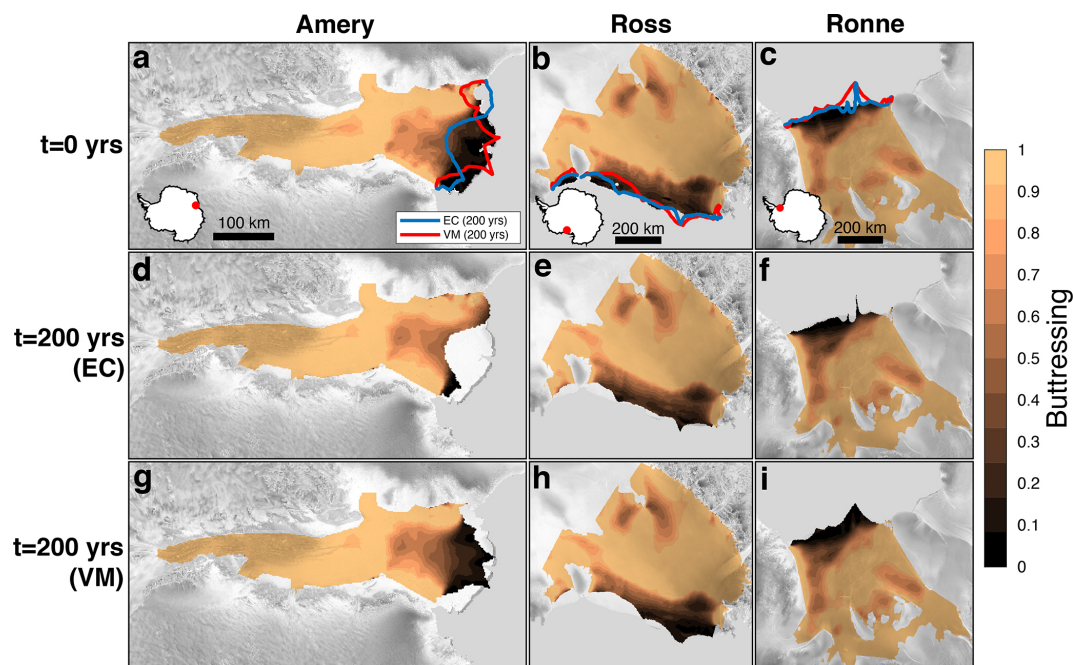 Amery
Ross
Ronne
a
b
c
t=0 yrs
EC (200 yrs)
VM (200 yrs)
100 km
200 km
200 km
d
e
f
t=200 yrs
(EC)
g
h
i
t=200 yrs
(VM)
1
0.9
0.8
0.7
0.6
0.5
0.4
0.3
0.2
0.1
0
Buttressing